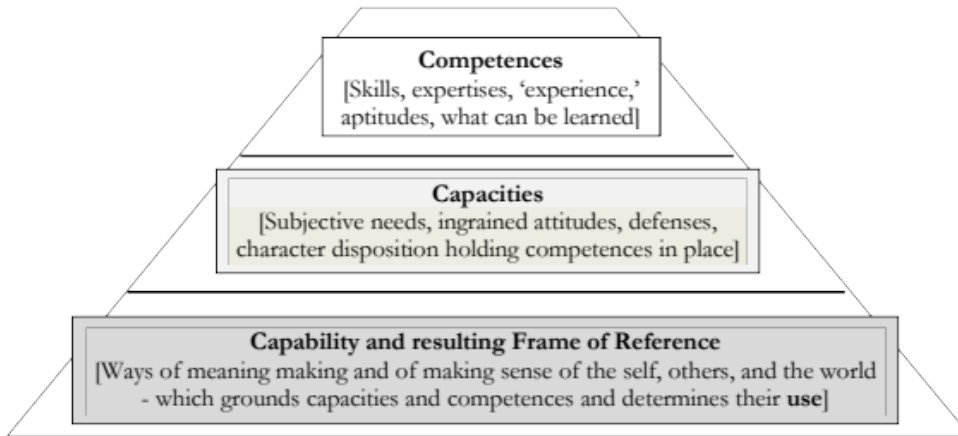 Competences
[Skills, expertises, ‘experience,’
aptitudes, what can be learned]
Capacities
[Subjective needs, ingrained attitudes, defenses,
character disposition holding competences in place]
Capability and resulting Frame of Reference
[Ways of meaning making and of making sense of the self, others, and the world
- which grounds capacities and competences and determines their use]